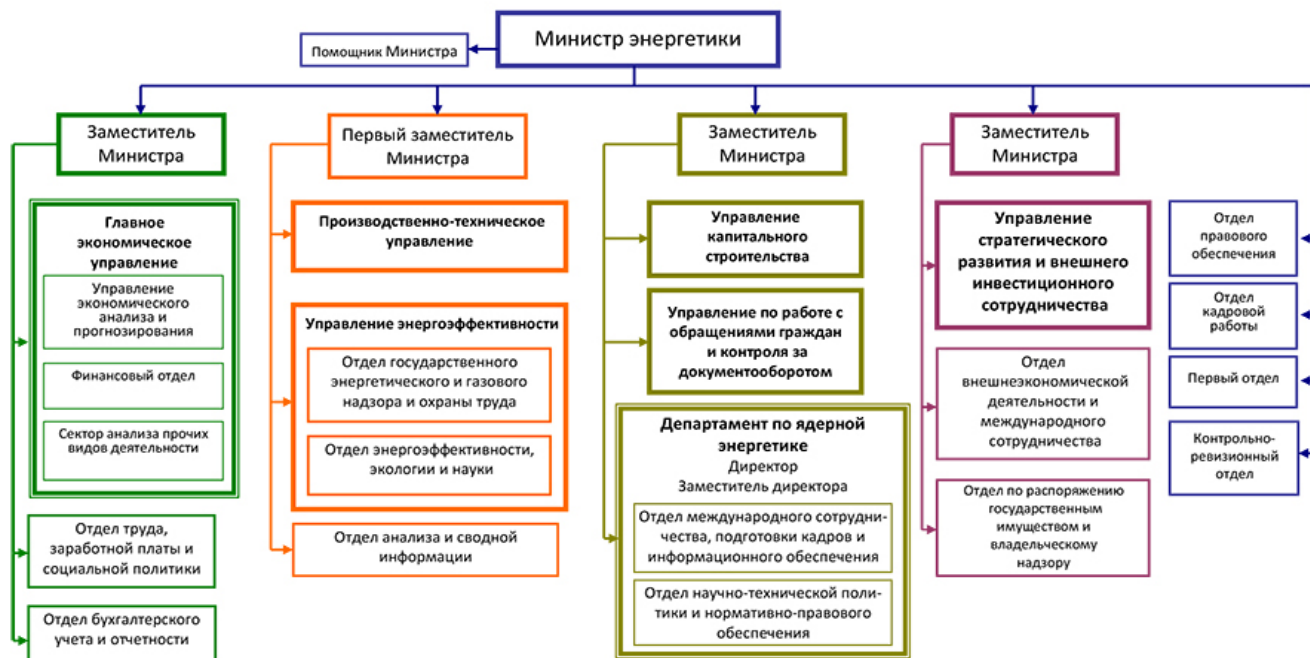 Министр энергетики
Помощник Министра
Заместитель
Министра
Главное
экономическое
управление
Управление
экономического
анализа и
прогнозирования
Финансовый отдел
Сектор анализа прочих
видов деятельности
Отдел труда,
заработной платы и
социальной политики
Отдел бухгалтерского
учета и отчетности
Первый заместитель
Министра
Производственно-техническое
управление
Управление энергоэффективности
Отдел государственного
энергетического и газового
надзора и охраны труда
Отдел энергоэффективности,
экологии и науки
Отдел анализа и сводной
информации
Заместитель
Министра
Управление
капитального
строительства
Управление по работе с
обращениями граждан
и контроля за
документооборотом
Департамент по ядерной
энергетике
Директор
Заместитель директора
Отдел международного сотрудни-
чества, подготовки кадров и
информационного обеспечения
Отдел научно-технической поли-
тики и нормативно-правового
обеспечения
Заместитель
Министра
Управление
стратегического
развития и внешнего
инвестиционного
сотрудничества
Отдел
внешнеэкономической
деятельности и
международного
сотрудничества
Отдел по распоряжению
государственным
имуществом и
владельческому
надзору
Отдел
правового
обеспечения
Отдел
кадровой
работы
Первый отдел
Контрольно-
ревизионный
отдел